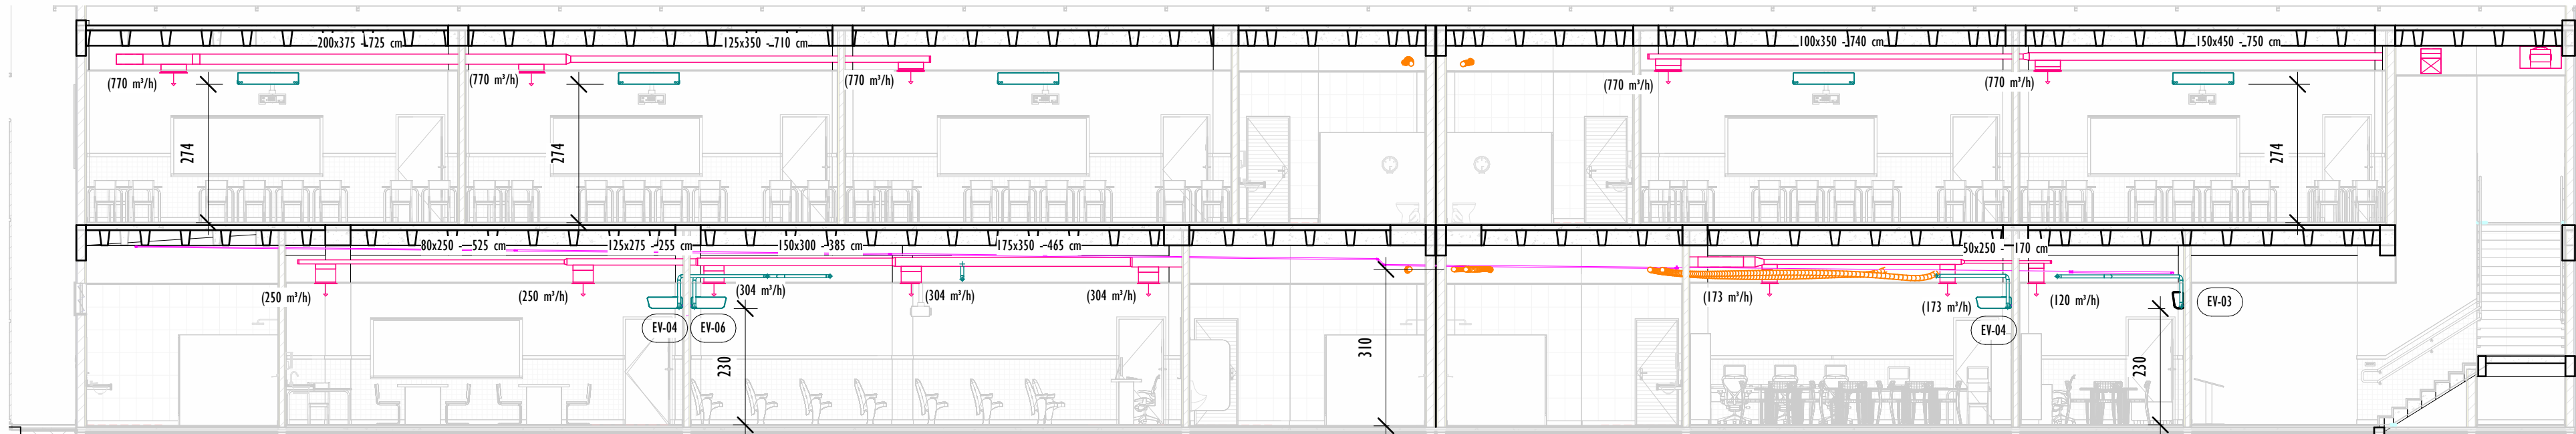 200x375 - 725 cm
125x350 - 710 cm
100x350 - 740 cm
150x450 - 750 cm
(770 m³/h)
(770 m³/h)
(770 m³/h)
(770 m³/h)
(770 m³/h)
274
274
274
80x250 - 525 cm
125x275 - 255 cm
150x300 - 385 cm
175x350 - 465 cm
50x250 - 170 cm
(250 m³/h)
(250 m³/h)
(304 m³/h)
(304 m³/h)
(304 m³/h)
(173 m³/h)
(173 m³/h)
(120 m³/h)
EV-04
EV-06
EV-04
EV-03
230
310
230